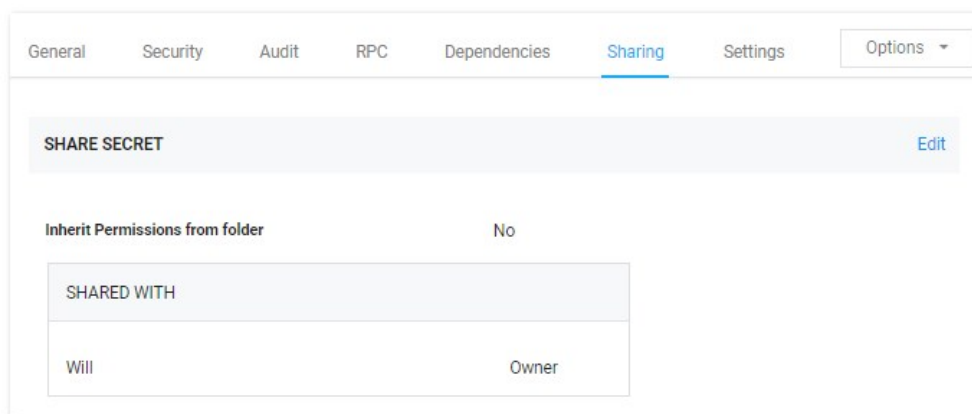 General Security Audit RPC Dependencies Sharing Settings Options
SHARE SECRET Edit
Inherit Permissions from folder No
SHARED WITH
Will Owner